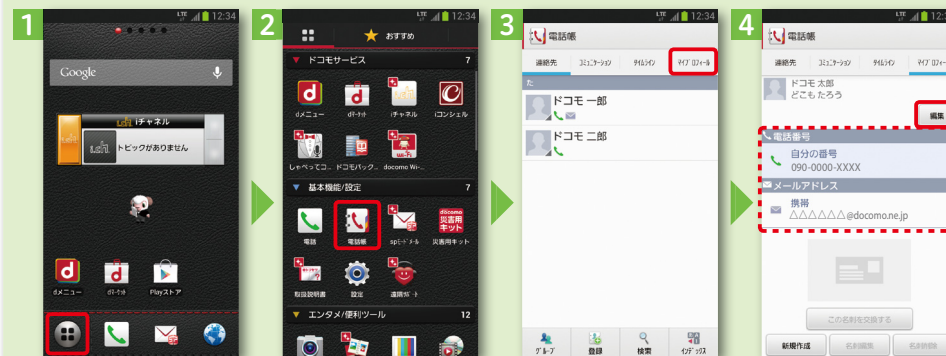 1
LTE 12:34
Google
iチャネル
トピックがありません
dメニュー
dマーケット
Playストア
2
LTE 12:34
おすすめ
ドコモサービス 7
dメニュー
dマーケット
iチャネル
iコンシェル
しゃべってコ...
ドコモバック...
docomo Wi-...
基本機能/設定 7
電話
電話帳
spモードメール
災害用キット
docomo
災害用
キット
取扱説明書
設定
遠隔サポート
エンタメ/便利ツール 12
3
LTE 12:34
電話帳
連絡先
コミュニケーション
タイムライン
マイプロフィール
た
ドコモ 一郎
ドコモ 二郎
グループ
登録
検索
インデックス
4
LTE 12:3
電話帳
連絡先
コミュニケーション
タイムライン
マイプロフィール
ドコモ 太郎
どこも たろう
編集
電話番号
自分の番号
090-0000-XXXX
メールアドレス
携帯
△△△△△△@docomo.ne.jp
この名刺を交換する
新規作成
名刺編集
名刺削除